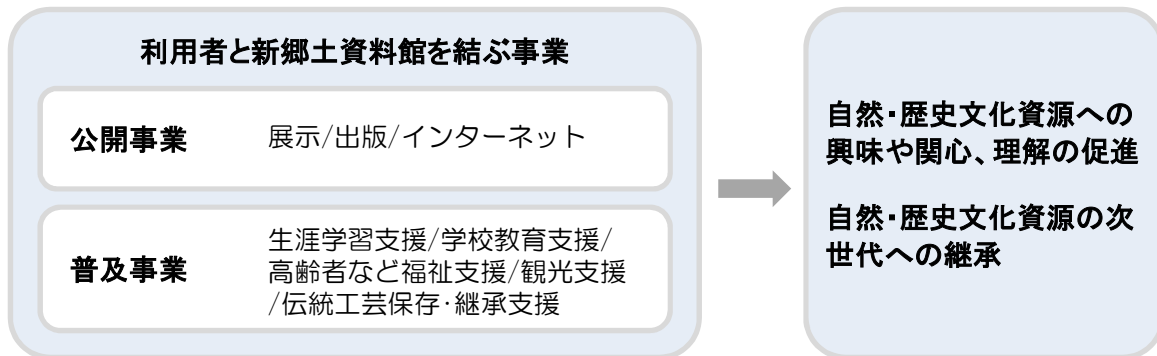 利用者と新郷土資料館を結ぶ事業
公開事業
展示/出版/インターネット
普及事業
生涯学習支援/学校教育支援/
高齢者など福祉支援/観光支援
/伝統工芸保存･継承支援
自然･歴史文化資源への
興味や関心、理解の促進
自然･歴史文化資源の次
世代への継承